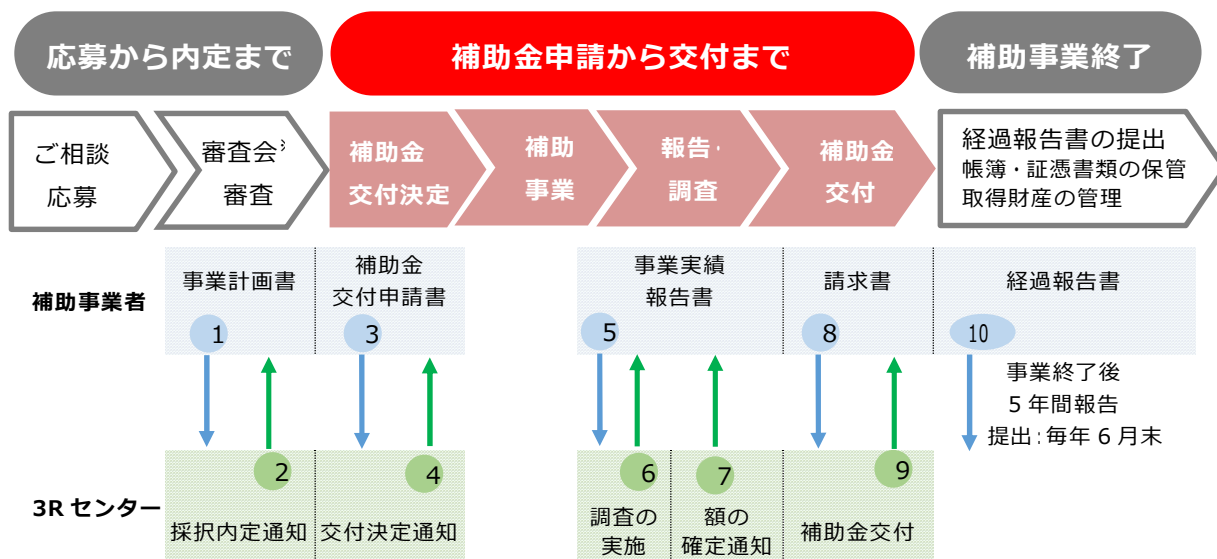 応募から内定まで
補助金申請から交付まで
補助事業終了
ご相談
応募
審査会※
審査
補助金
交付決定
補助
事業
報告・
調査
補助金
交付
経過報告書の提出
帳簿・証憑書類の保管
取得財産の管理
補助事業者
事業計画書
補助金
交付申請書
事業実績
報告書
請求書
経過報告書
1
3
5
8
10
事業終了後
5年間報告
提出:毎年6月末
3Rセンター
2
4
6
7
9
採択内定通知
交付決定通知
調査の
実施
額の
確定通知
補助金交付